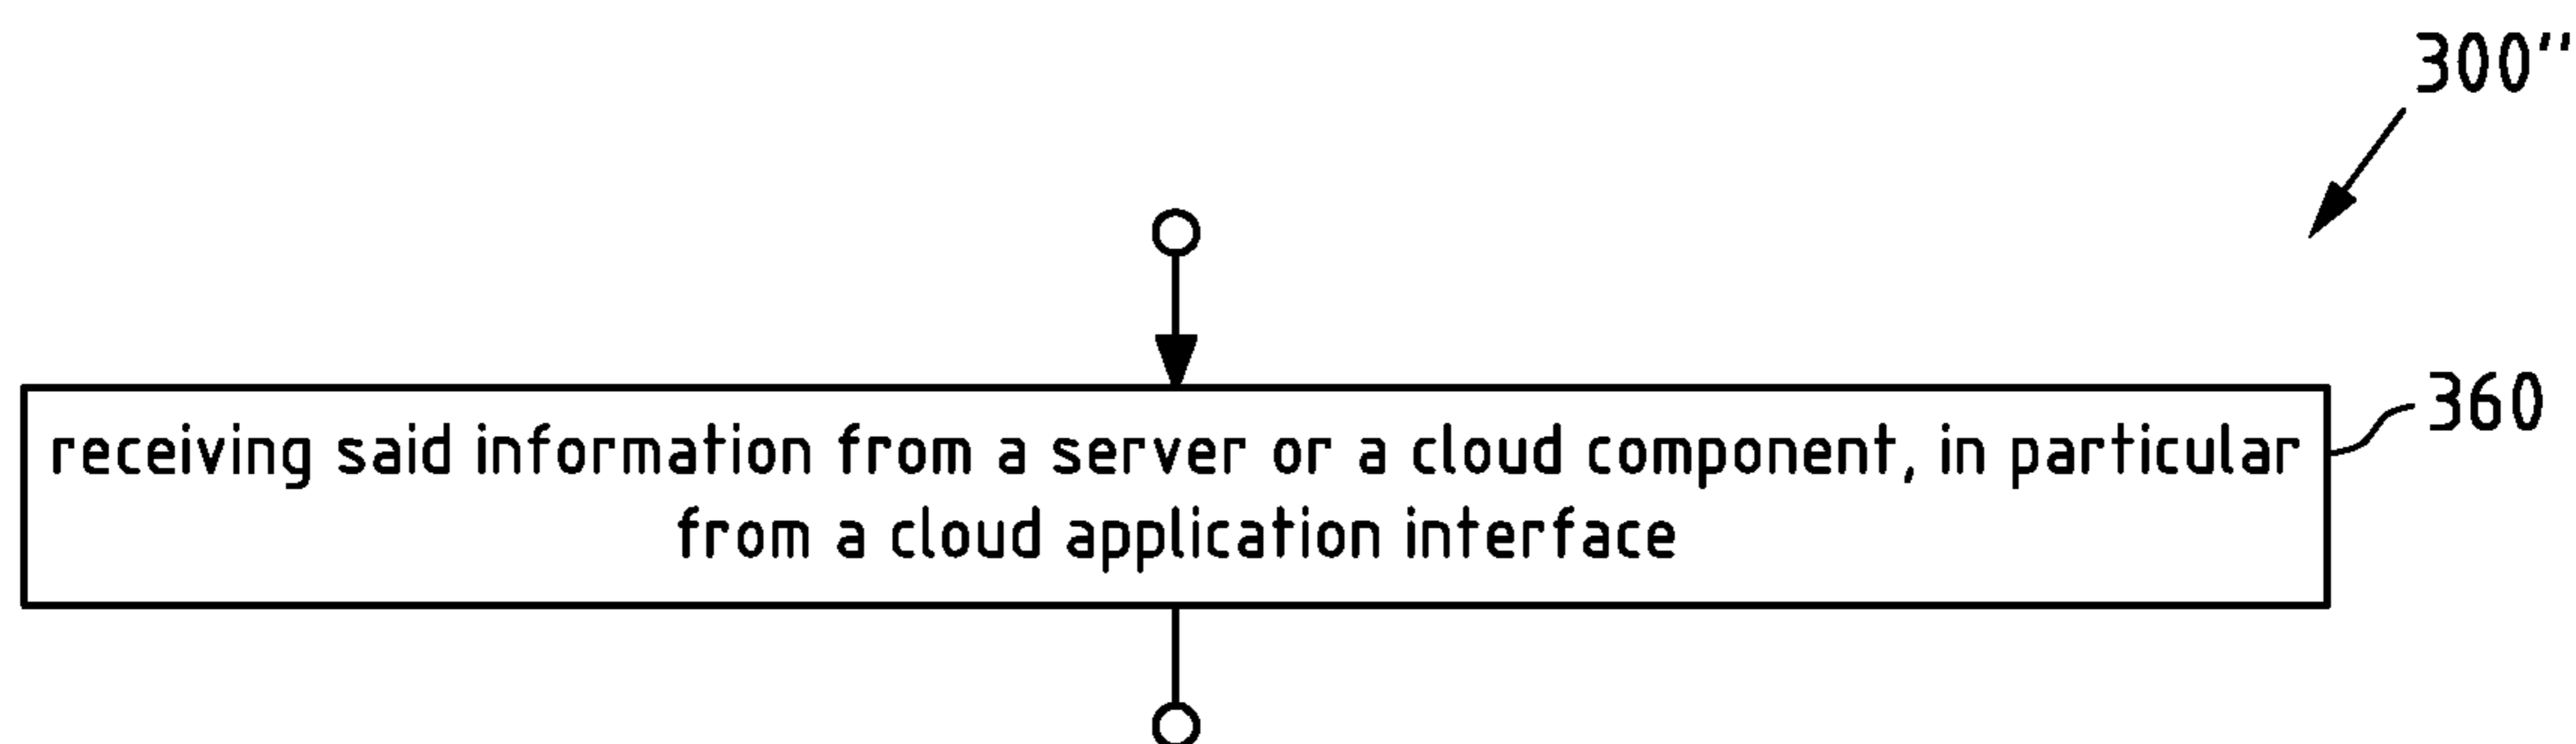 300''
360
receiving said information from a server or a cloud component, in particular
from a cloud application interface